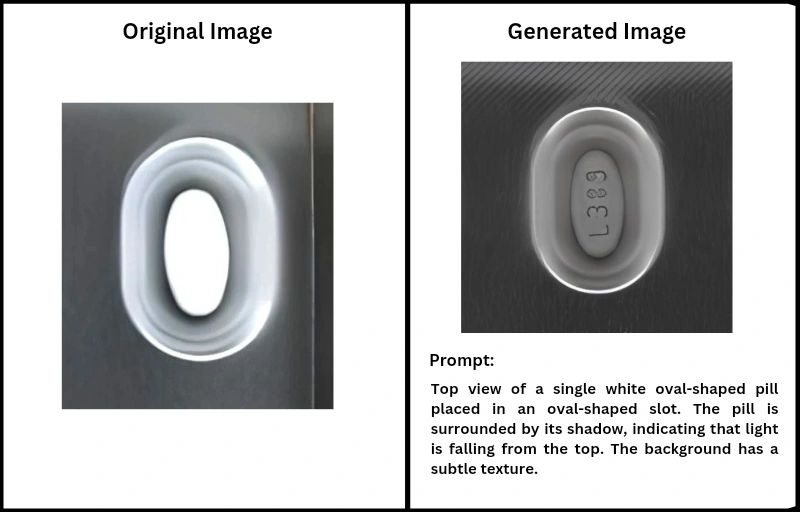 Original Image
Generated Image
L389
Prompt:
Top view of a single white oval-shaped pill
placed in an oval-shaped slot. The pill is
surrounded by its shadow, indicating that light
is falling from the top. The background has a
subtle texture.